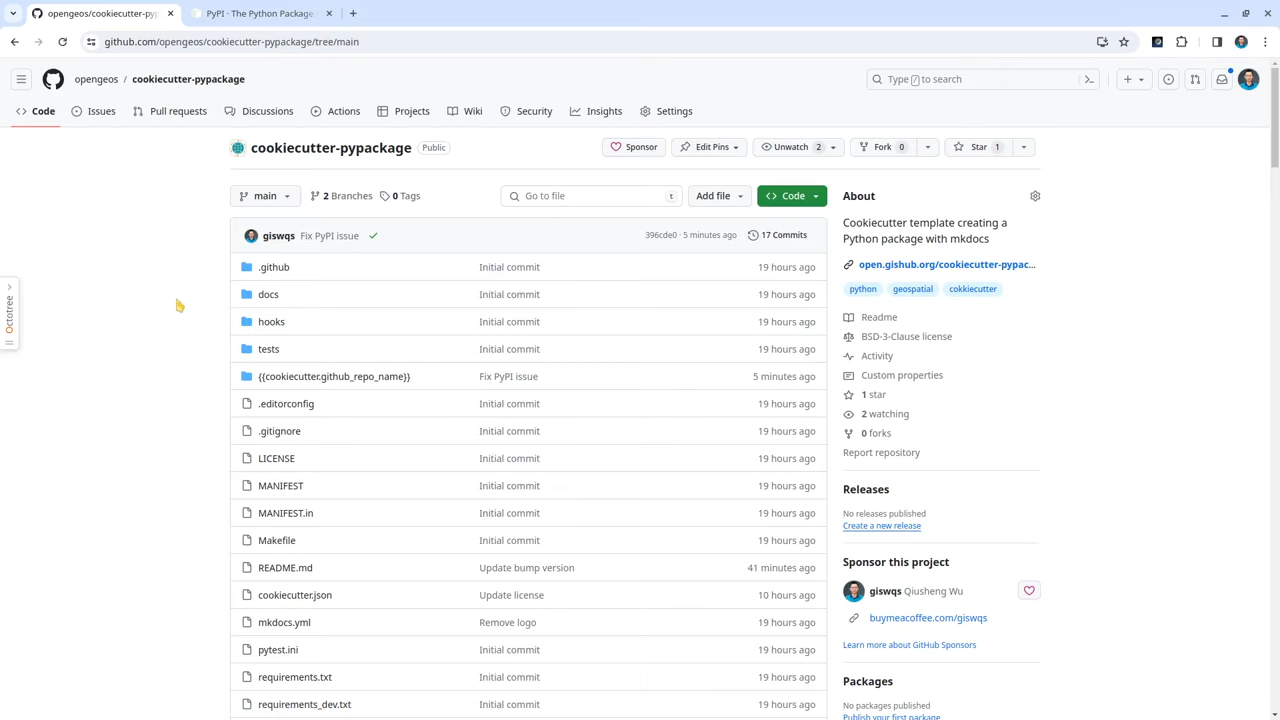 opengeos/cookiecutter-pyp
PyPI · The Python Package
github.com/opengeos/cookiecutter-pypackage/tree/main
opengeos / cookiecutter-pypackage
Type / to search
Code
Issues
Pull requests
Discussions
Actions
Projects
Wiki
Security
Insights
Settings
cookiecutter-pypackage Public
Sponsor
Edit Pins
Unwatch 2
Fork 0
Star 1
main
2 Branches
0 Tags
Go to file t
Add file
Code
giswqs Fix PyPI issue 396cde0 · 5 minutes ago 17 Commits
.github Initial commit 19 hours ago
docs Initial commit 19 hours ago
hooks Initial commit 19 hours ago
tests Initial commit 19 hours ago
{{cookiecutter.github_repo_name}} Fix PyPI issue 5 minutes ago
.editorconfig Initial commit 19 hours ago
.gitignore Initial commit 19 hours ago
LICENSE Initial commit 19 hours ago
MANIFEST Initial commit 19 hours ago
MANIFEST.in Initial commit 19 hours ago
Makefile Initial commit 19 hours ago
README.md Update bump version 41 minutes ago
cookiecutter.json Update license 10 hours ago
mkdocs.yml Remove logo 19 hours ago
pytest.ini Initial commit 19 hours ago
requirements.txt Initial commit 19 hours ago
requirements_dev.txt Initial commit 19 hours ago
About
Cookiecutter template creating a
Python package with mkdocs
open.gishub.org/cookiecutter-pypac...
python geospatial cokkiecutter
Readme
BSD-3-Clause license
Activity
Custom properties
1 star
2 watching
0 forks
Report repository
Releases
No releases published
Create a new release
Sponsor this project
giswqs Qiusheng Wu
buymeacoffee.com/giswqs
Learn more about GitHub Sponsors
Packages
No packages published
Publish your first package
Octotree